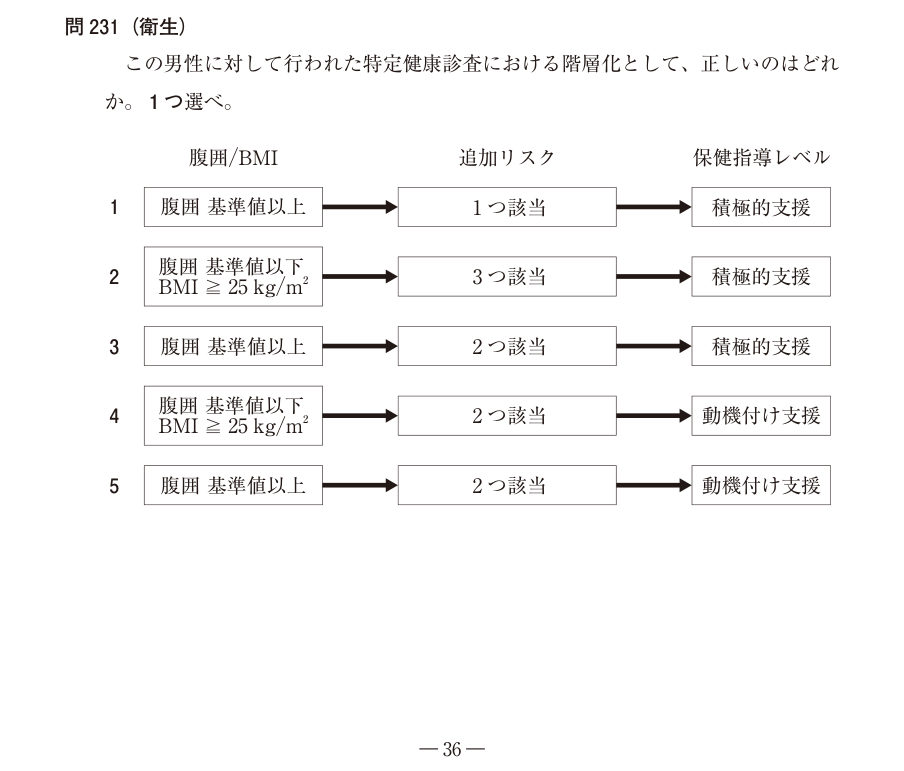 問 231（衛生）
この男性に対して行われた特定健康診査における階層化として、正しいのはどれ
か。1つ選べ。
腹囲/BMI 追加リスク 保健指導レベル
1 腹囲 基準値以上 1つ該当 積極的支援
2 腹囲 基準値以下
BMI ≧ 25 kg/m² 3つ該当 積極的支援
3 腹囲 基準値以上 2つ該当 積極的支援
4 腹囲 基準値以下
BMI ≧ 25 kg/m² 2つ該当 動機付け支援
5 腹囲 基準値以上 2つ該当 動機付け支援
— 36 —